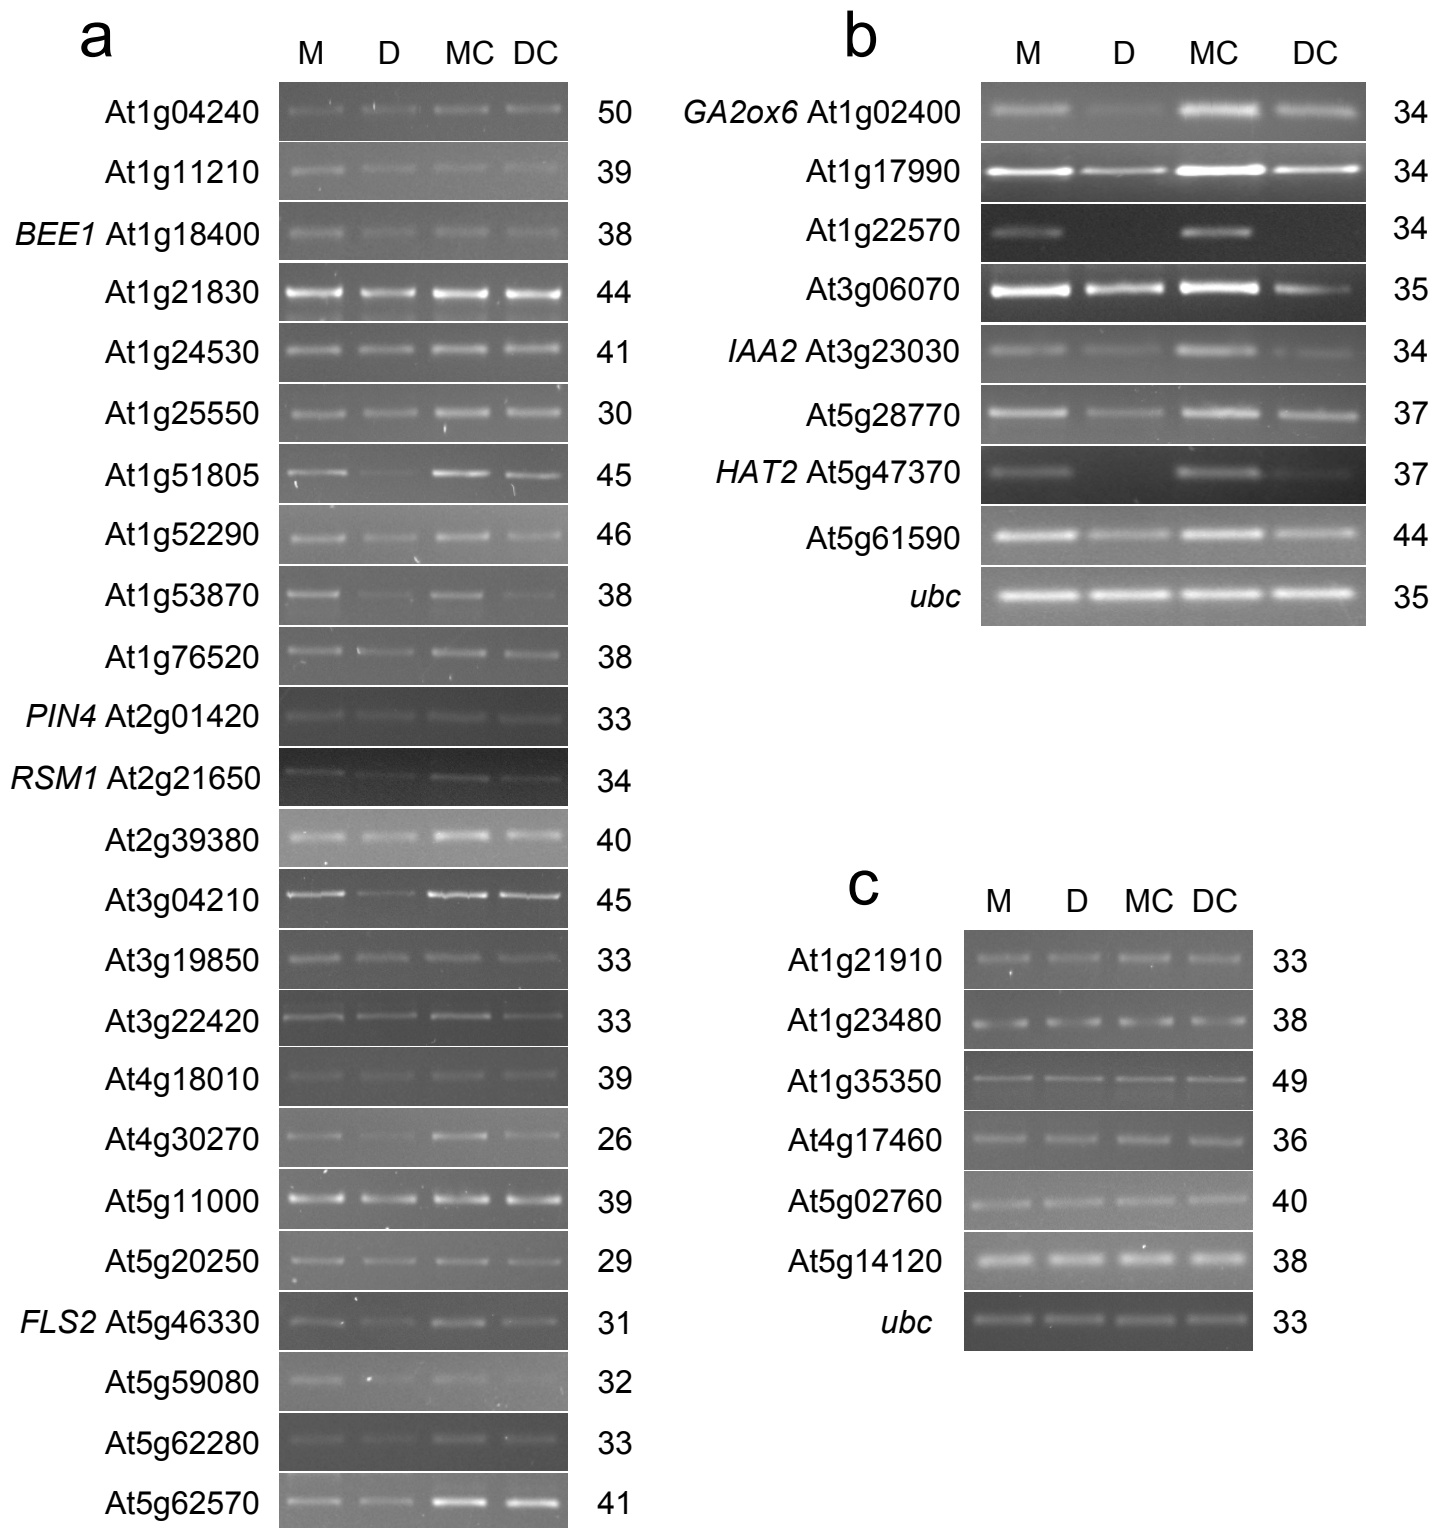 a
M D MC DC
At1g04240 50
At1g11210 39
BEE1 At1g18400 38
At1g21830 44
At1g24530 41
At1g25550 30
At1g51805 45
At1g52290 46
At1g53870 38
At1g76520 38
PIN4 At2g01420 33
RSM1 At2g21650 34
At2g39380 40
At3g04210 45
At3g19850 33
At3g22420 33
At4g18010 39
At4g30270 26
At5g11000 39
At5g20250 29
FLS2 At5g46330 31
At5g59080 32
At5g62280 33
At5g62570 41
b
M D MC DC
GA2ox6 At1g02400 34
At1g17990 34
At1g22570 34
At3g06070 35
IAA2 At3g23030 34
At5g28770 37
HAT2 At5g47370 37
At5g61590 44
ubc 35
c
M D MC DC
At1g21910 33
At1g23480 38
At1g35350 49
At4g17460 36
At5g02760 40
At5g14120 38
ubc 33